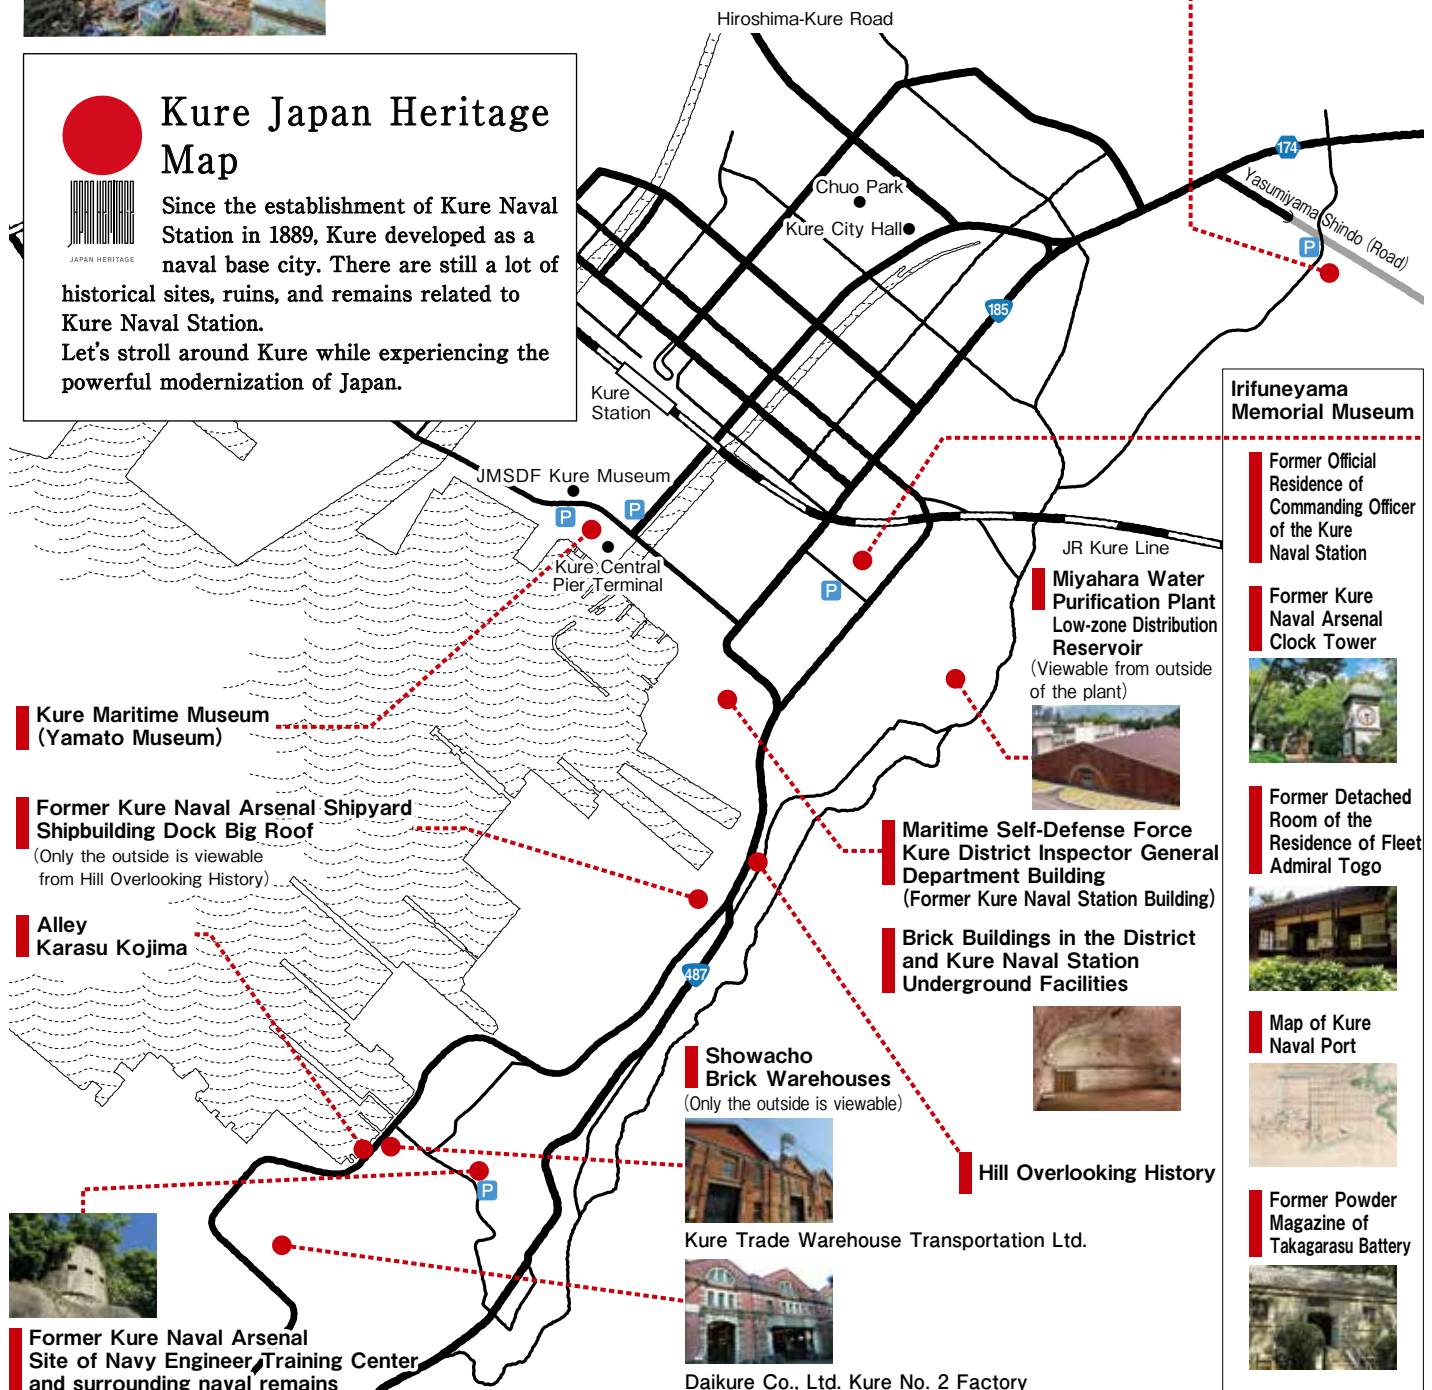 Hiroshima-Kure Road
Kure Japan Heritage
Map
JAPAN HERITAGE
Since the establishment of Kure Naval
Station in 1889, Kure developed as a
naval base city. There are still a lot of
historical sites, ruins, and remains related to
Kure Naval Station.
Let's stroll around Kure while experiencing the
powerful modernization of Japan.
174
Yasumiyama Shindo (Road)
P
Chuo Park
Kure City Hall
185
Kure
Station
JMSDF Kure Museum
P
P
Kure Central
Pier Terminal
JR Kure Line
P
Irifuneyama
Memorial Museum
Former Official
Residence of
Commanding Officer
of the Kure
Naval Station
Former Kure
Naval Arsenal
Clock Tower
Former Detached
Room of the
Residence of Fleet
Admiral Togo
Map of Kure
Naval Port
Former Powder
Magazine of
Takagarasu Battery
Miyahara Water
Purification Plant
Low-zone Distribution
Reservoir
(Viewable from outside
of the plant)
Kure Maritime Museum
(Yamato Museum)
Former Kure Naval Arsenal Shipyard
Shipbuilding Dock Big Roof
(Only the outside is viewable
from Hill Overlooking History)
Alley
Karasu Kojima
Maritime Self-Defense Force
Kure District Inspector General
Department Building
(Former Kure Naval Station Building)
Brick Buildings in the District
and Kure Naval Station
Underground Facilities
487
Showacho
Brick Warehouses
(Only the outside is viewable)
Hill Overlooking History
P
Kure Trade Warehouse Transportation Ltd.
Former Kure Naval Arsenal
Site of Navy Engineer Training Center
and surrounding naval remains
Daikure Co., Ltd. Kure No. 2 Factory